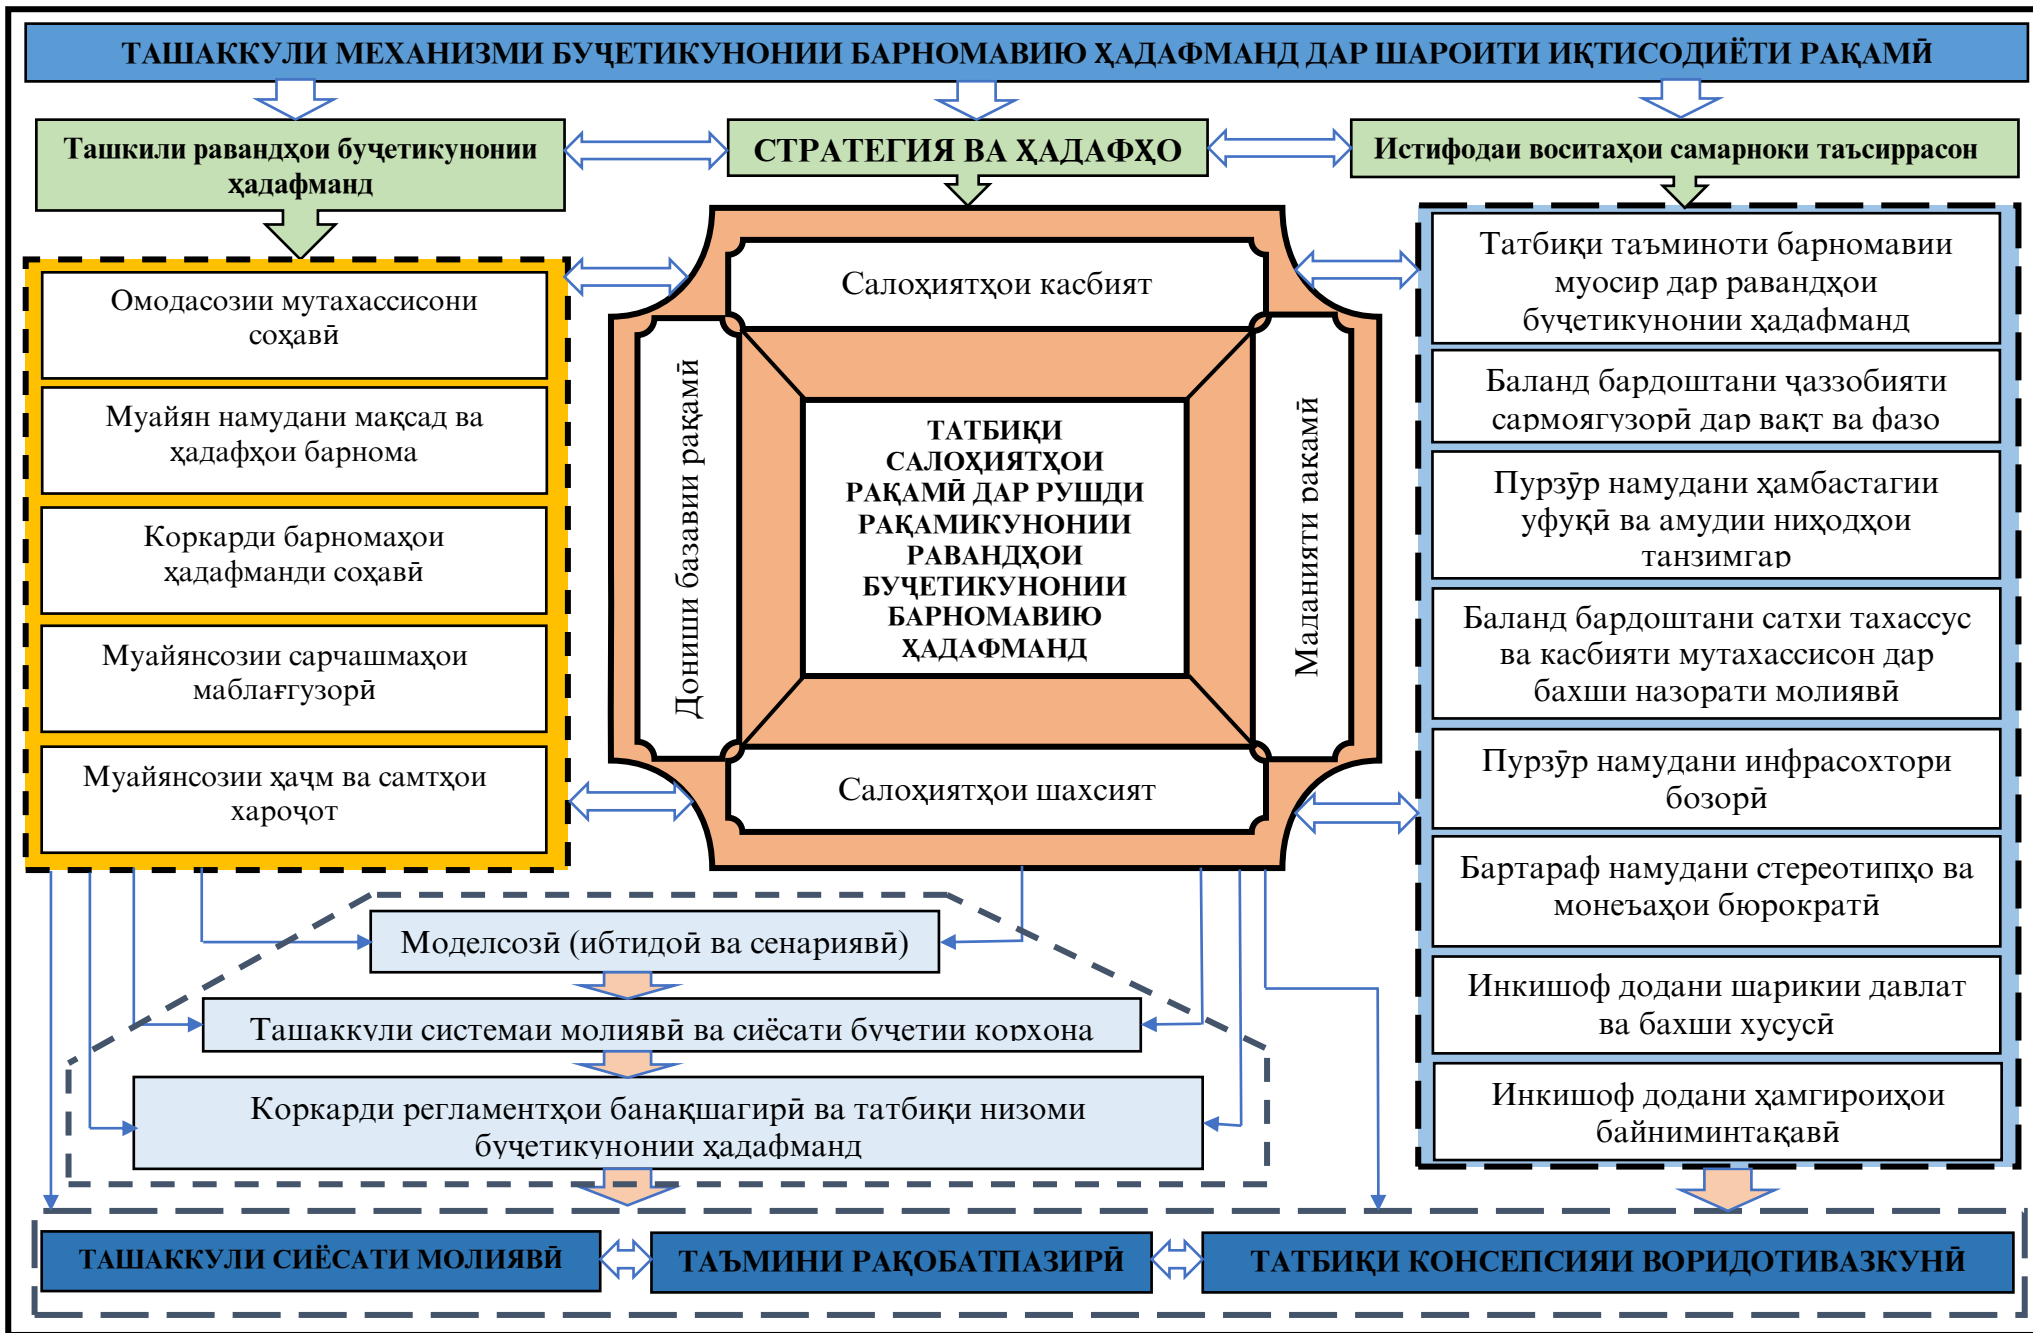 ТАШАККУЛИ МЕХАНИЗМИ БУҶЕТИКУНОНИИ БАРНОМАВИЮ ҲАДАФМАНД ДАР ШАРОИТИ ИҚТИСОДИЁТИ РАҚАМӢ
Ташкили равандҳои буҷетикунонии
ҳадафманд
СТРАТЕГИЯ ВА ҲАДАФҲО
Истифодаи воситаҳои самарноки таъсиррасон
Омодасозии мутахассисони
соҳавӣ
Муайян намудани мақсад ва
ҳадафҳои барнома
Коркарди барномаҳои
ҳадафманди соҳавӣ
Муайянсозии сарчашмаҳои
маблағгузорӣ
Муайянсозии ҳаҷм ва самтҳои
хароҷот
Салоҳиятҳои касбият
Дониши базавии рақамӣ
ТАТБИҚИ
САЛОҲИЯТҲОИ
РАҚАМӢ ДАР РУШДИ
РАҚАМИКУНОНИИ
РАВАНДҲОИ
БУҶЕТИКУНОНИИ
БАРНОМАВИЮ
ҲАДАФМАНД
Маданияти рақамӣ
Салоҳиятҳои шахсият
Татбиқи таъминоти барномавии
муосир дар равандҳои
буҷетикунонии ҳадафманд
Баланд бардоштани ҷаззобияти
сармоягузорӣ дар вақт ва фазо
Пурзӯр намудани ҳамбастагии
уфуқӣ ва амудии ниҳодҳои
танзимгар
Баланд бардоштани сатхи тахассус
ва касбияти мутахассисон дар
бахши назорати молиявӣ
Пурзӯр намудани инфрасохтори
бозорӣ
Бартараф намудани стереотипҳо ва
монеъаҳои бюрократӣ
Инкишоф додани шарикии давлат
ва бахши хусусӣ
Инкишоф додани ҳамгироиҳои
байниминтақавӣ
Моделсозӣ (ибтидоӣ ва сенариявӣ)
Ташаккули системаи молиявӣ ва сиёсати буҷетии корхона
Коркарди регламентҳои банақшагирӣ ва татбиқи низоми
буҷетикунонии ҳадафманд
ТАШАККУЛИ СИЁСАТИ МОЛИЯВӢ
ТАЪМИНИ РАҚОБАТПАЗИРӢ
ТАТБИҚИ КОНСЕПСИЯИ ВОРИДОТИВАЗКУНӢ